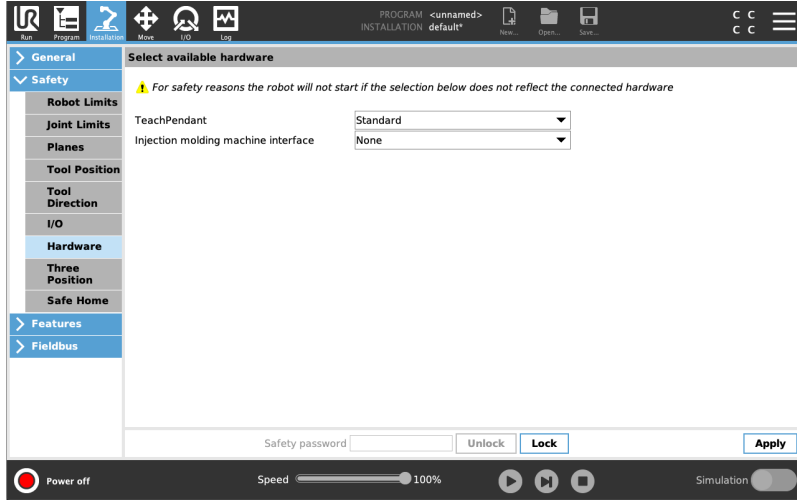 PROGRAM <unnamed>
INSTALLATION default*
C C
C C
UR
Run
Program
Installation
Move
I/O
Log
New...
Open...
Save...
General
Select available hardware
Safety
For safety reasons the robot will not start if the selection below does not reflect the connected hardware
Robot Limits
TeachPendant Standard
Joint Limits
Injection molding machine interface None
Planes
Tool Position
Tool
Direction
I/O
Hardware
Three
Position
Safe Home
Features
Fieldbus
Safety password Unlock Lock Apply
Power off Speed 100% Simulation